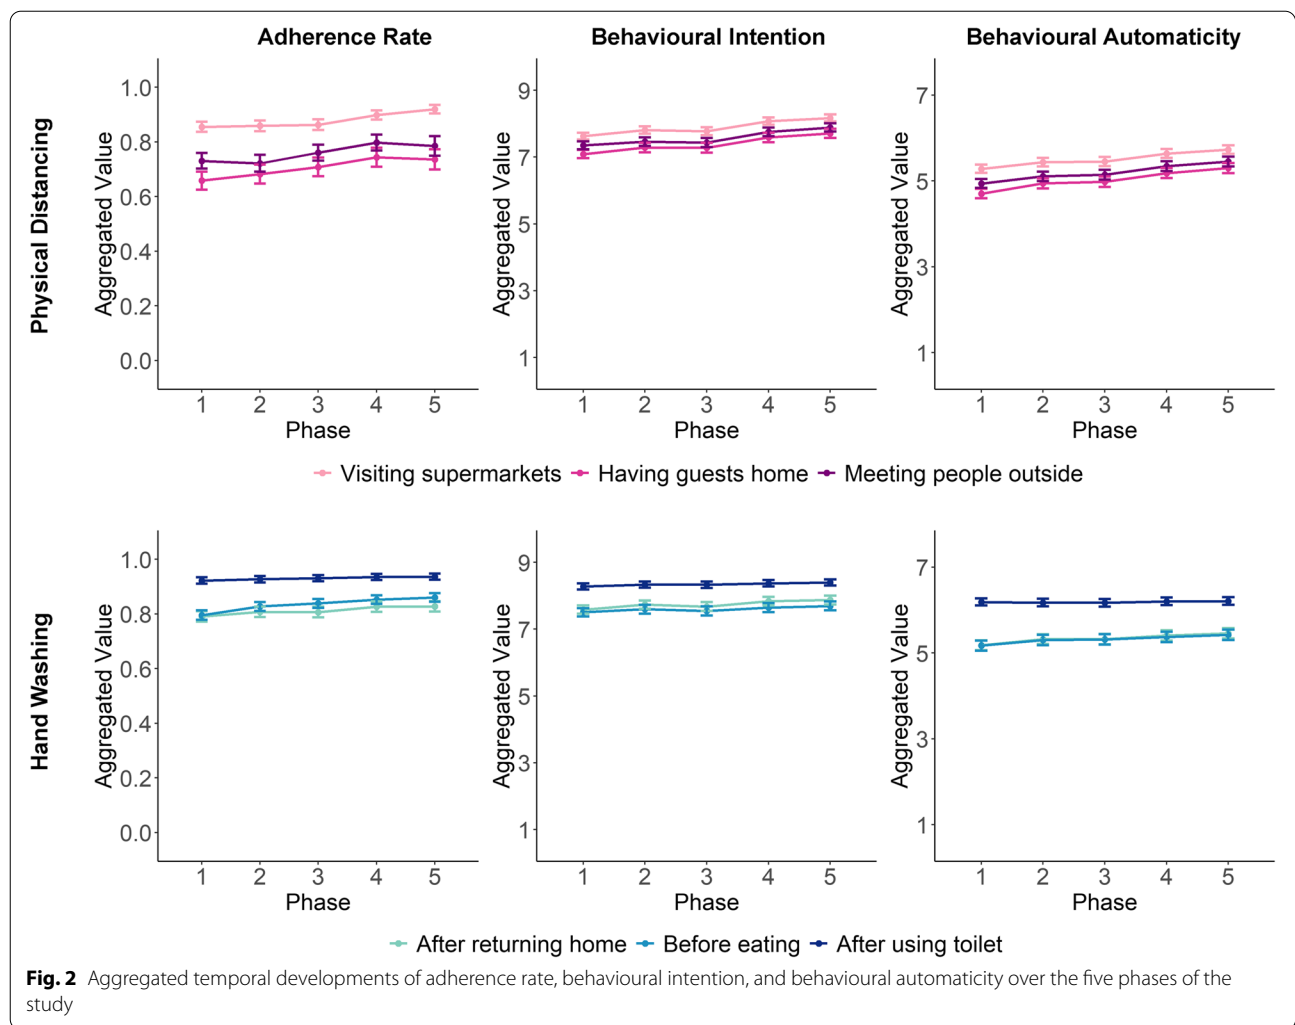 Adherence Rate
Behavioural Intention
Behavioural Automaticity
Physical Distancing
Aggregated Value
1.0
0.8
0.6
0.4
0.2
0.0
1 2 3 4 5
Phase
Aggregated Value
9
7
5
3
1
1 2 3 4 5
Phase
Aggregated Value
7
5
3
1
1 2 3 4 5
Phase
Visiting supermarkets Having guests home Meeting people outside
Hand Washing
Aggregated Value
1.0
0.8
0.6
0.4
0.2
0.0
1 2 3 4 5
Phase
Aggregated Value
9
7
5
3
1
1 2 3 4 5
Phase
Aggregated Value
7
5
3
1
1 2 3 4 5
Phase
After returning home Before eating After using toilet
Fig. 2 Aggregated temporal developments of adherence rate, behavioural intention, and behavioural automaticity over the five phases of the
study